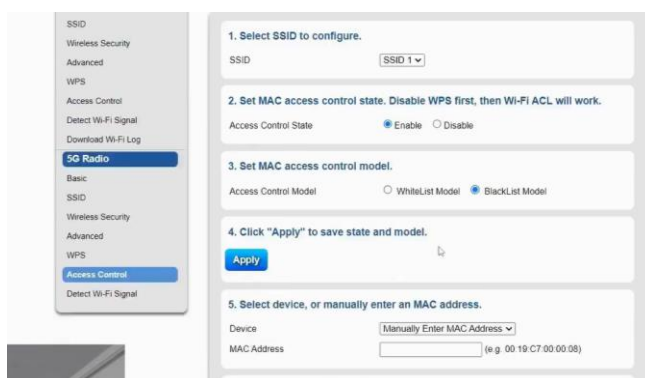 SSID
Wireless Security
Advanced
WPS
Access Control
Detect Wi-Fi Signal
Download Wi-Fi Log
5G Radio
Basic
SSID
Wireless Security
Advanced
WPS
Access Control
Detect Wi-Fi Signal
1. Select SSID to configure.
SSID SSID 1
2. Set MAC access control state. Disable WPS first, then Wi-Fi ACL will work.
Access Control State Enable Disable
3. Set MAC access control model.
Access Control Model WhiteList Model BlackList Model
4. Click "Apply" to save state and model.
Apply
5. Select device, or manually enter an MAC address.
Device Manually Enter MAC Address
MAC Address (e.g. 00:19:C7:00:00:08)